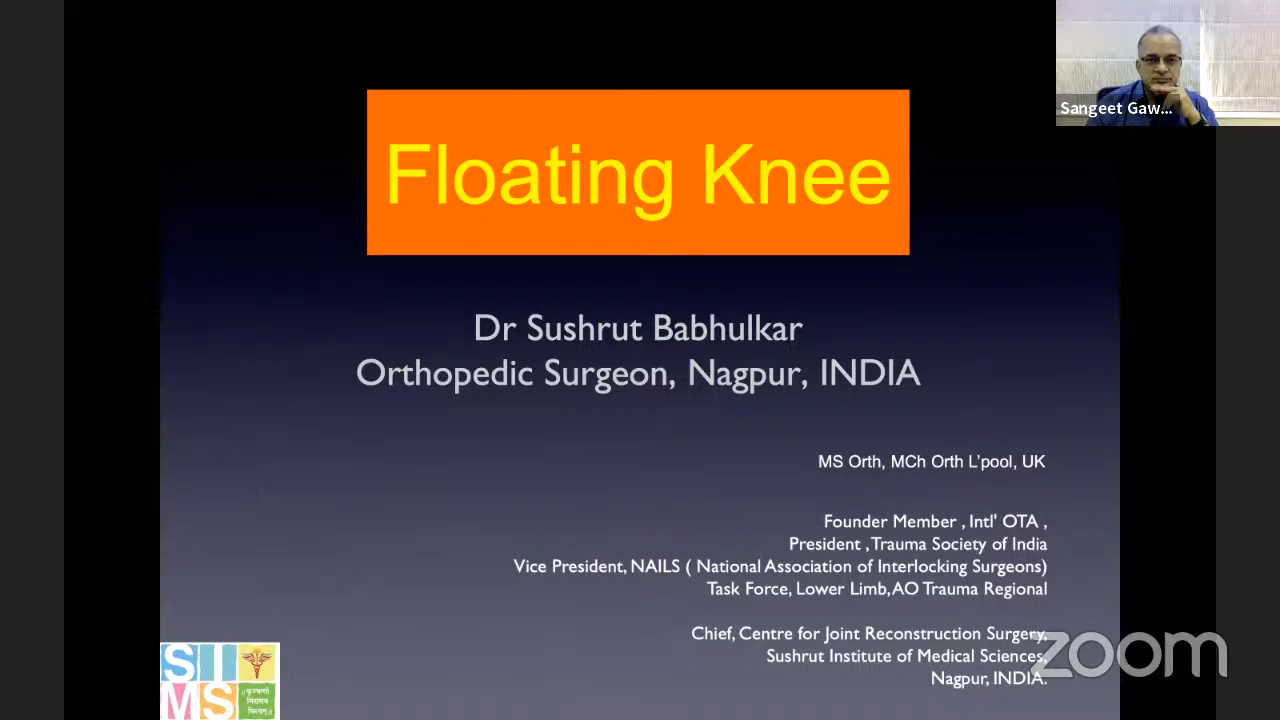 Floating Knee
Sangeet Gaw...
Dr Sushrut Babhulkar
Orthopedic Surgeon, Nagpur, INDIA
MS Orth, MCh Orth L'pool, UK
Founder Member , Intl' OTA ,
President , Trauma Society of India
Vice President, NAILS ( National Association of Interlocking Surgeons)
Task Force, Lower Limb, AO Trauma Regional
Chief, Centre for Joint Reconstruction Surgery,
Sushrut Institute of Medical Sciences,
Nagpur, INDIA.
zoom
SI
MS